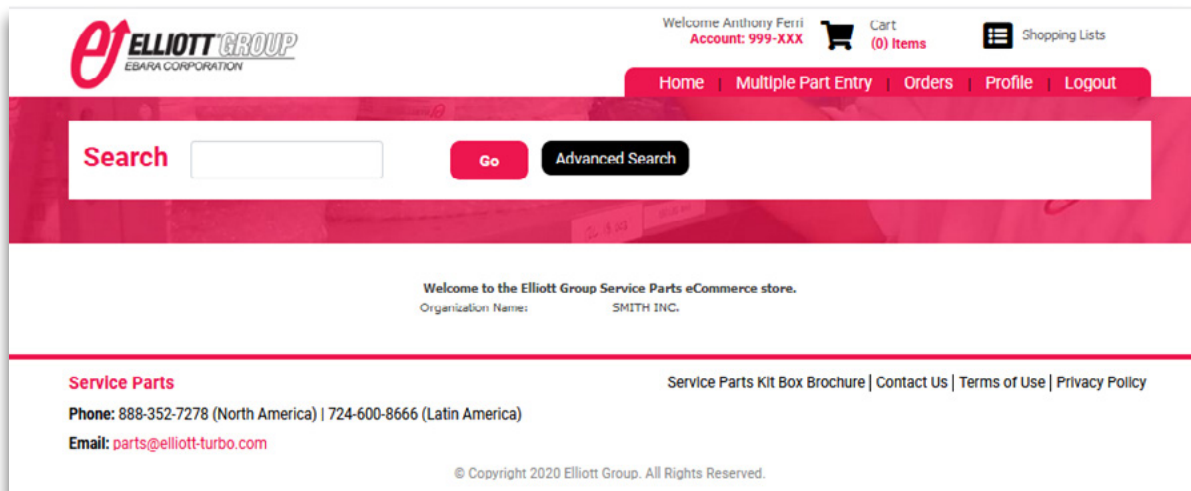 ELLIOTT GROUP
EBARA CORPORATION
Welcome Anthony Ferri
Account: 999-XXX
Cart
(0) Items
Shopping Lists
Home | Multiple Part Entry | Orders | Profile | Logout
Search Go Advanced Search
Welcome to the Elliott Group Service Parts eCommerce store.
Organization Name: SMITH INC.
Service Parts
Service Parts Kit Box Brochure | Contact Us | Terms of Use | Privacy Policy
Phone: 888-352-7278 (North America) | 724-600-8666 (Latin America)
Email: parts@elliott-turbo.com
© Copyright 2020 Elliott Group. All Rights Reserved.